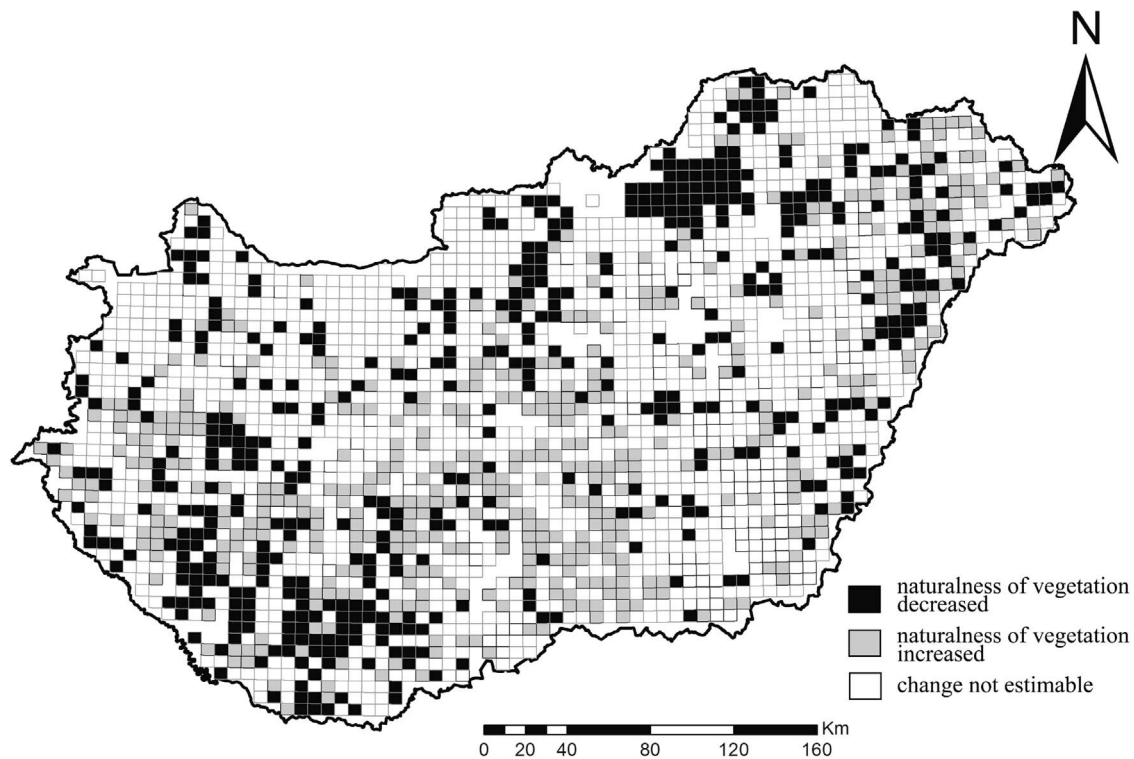 N
naturalness of vegetation
decreased
naturalness of vegetation
increased
change not estimable
Km
0 20 40 80 120 160